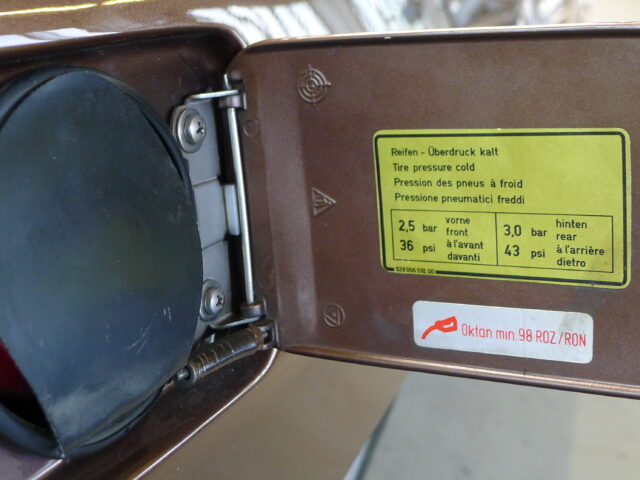 Reifen - Überdruck kalt
Tire pressure cold
Pression des pneus à froid
Pressione pneumatici freddi
2,5 bar vorne 3,0 bar hinten
front rear
36 psi à l'avant 43 psi à l'arrière
davanti dietro
928 006 518 00
Oktan min. 98 ROZ/RON